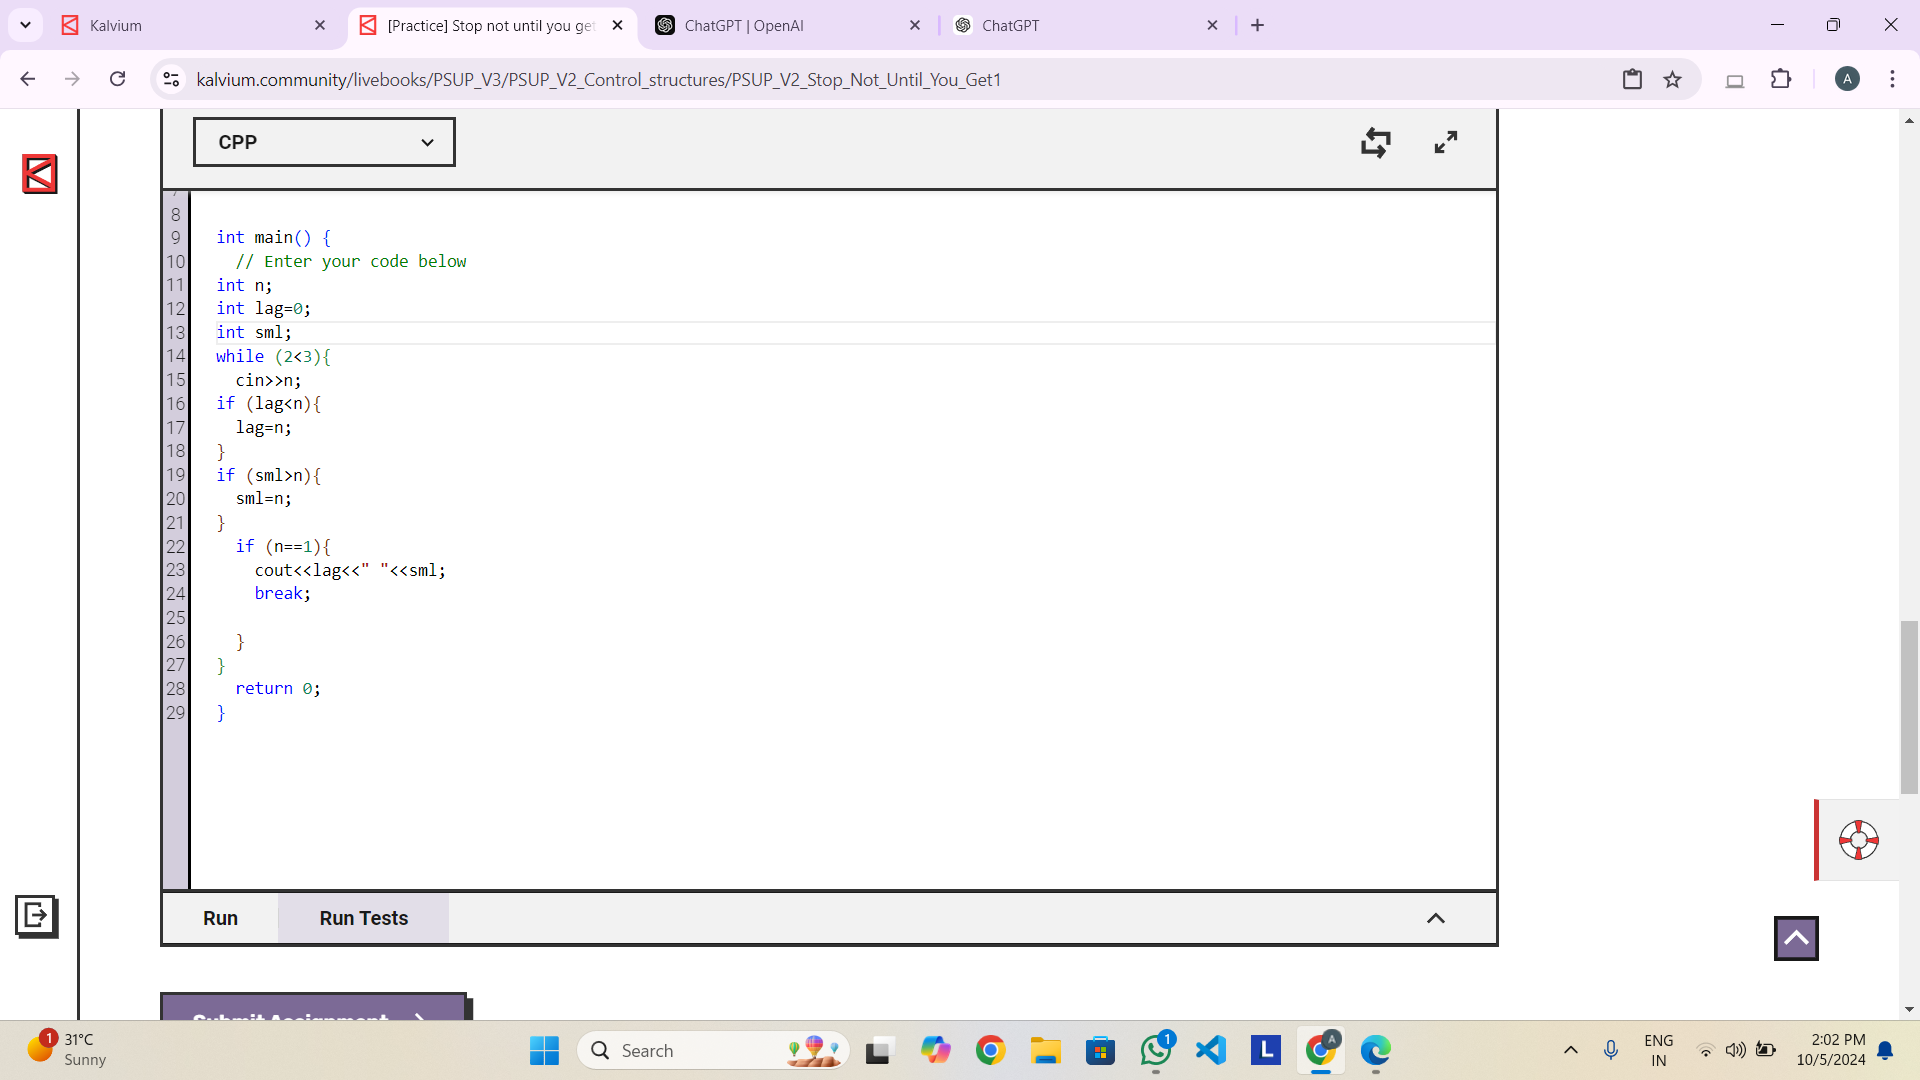 Kalvium
[Practice] Stop not until you get
ChatGPT | OpenAI
ChatGPT
kalvium.community/livebooks/PSUP_V3/PSUP_V2_Control_structures/PSUP_V2_Stop_Not_Until_You_Get1
A
CPP
7
8
9 int main() {
10 // Enter your code below
11 int n;
12 int lag=0;
13 int sml;
14 while (2<3){
15 cin>>n;
16 if (lag<n){
17 lag=n;
18 }
19 if (sml>n){
20 sml=n;
21 }
22 if (n==1){
23 cout<<lag<<" "<<sml;
24 break;
25
26 }
27 }
28 return 0;
29 }
Run
Run Tests
Submit Assignment
1
31°C
Sunny
Search
1
L
A
ENG
IN
2:02 PM
10/5/2024